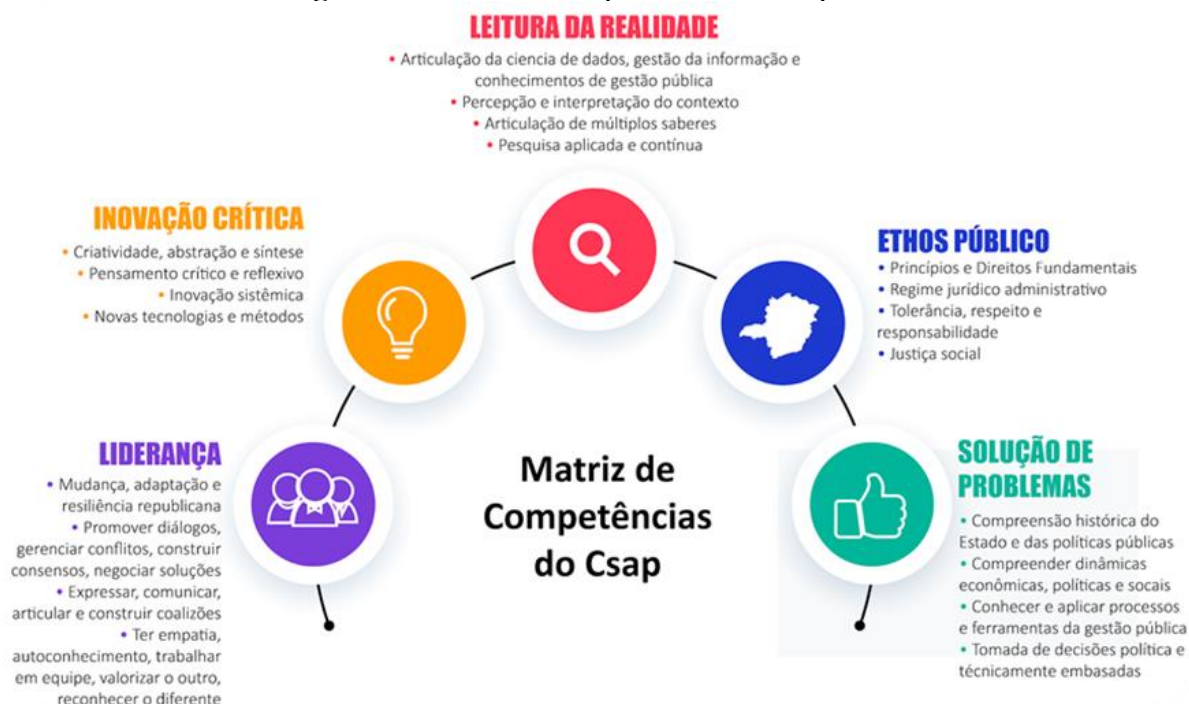 LEITURA DA REALIDADE
• Articulação da ciencia de dados, gestão da informação e
conhecimentos de gestão pública
• Percepção e interpretação do contexto
• Articulação de múltiplos saberes
• Pesquisa aplicada e contínua
INOVAÇÃO CRÍTICA
• Criatividade, abstração e síntese
• Pensamento crítico e reflexivo
• Inovação sistêmica
• Novas tecnologias e métodos
ETHOS PÚBLICO
• Princípios e Direitos Fundamentais
• Regime jurídico administrativo
• Tolerância, respeito e
responsabilidade
• Justiça social
LIDERANÇA
• Mudança, adaptação e
resiliência republicana
• Promover diálogos,
gerenciar conflitos, construir
consensos, negociar soluções
• Expressar, comunicar,
articular e construir coalizões
• Ter empatia,
autoconhecimento, trabalhar
em equipe, valorizar o outro,
reconhecer o diferente
Matriz de
Competências
do Csap
SOLUÇÃO DE
PROBLEMAS
• Compreensão histórica do
Estado e das políticas públicas
• Compreender dinâmicas
econômicas, políticas e socais
• Conhecer e aplicar processos
e ferramentas da gestão pública
• Tomada de decisões política e
técnicamente embasadas